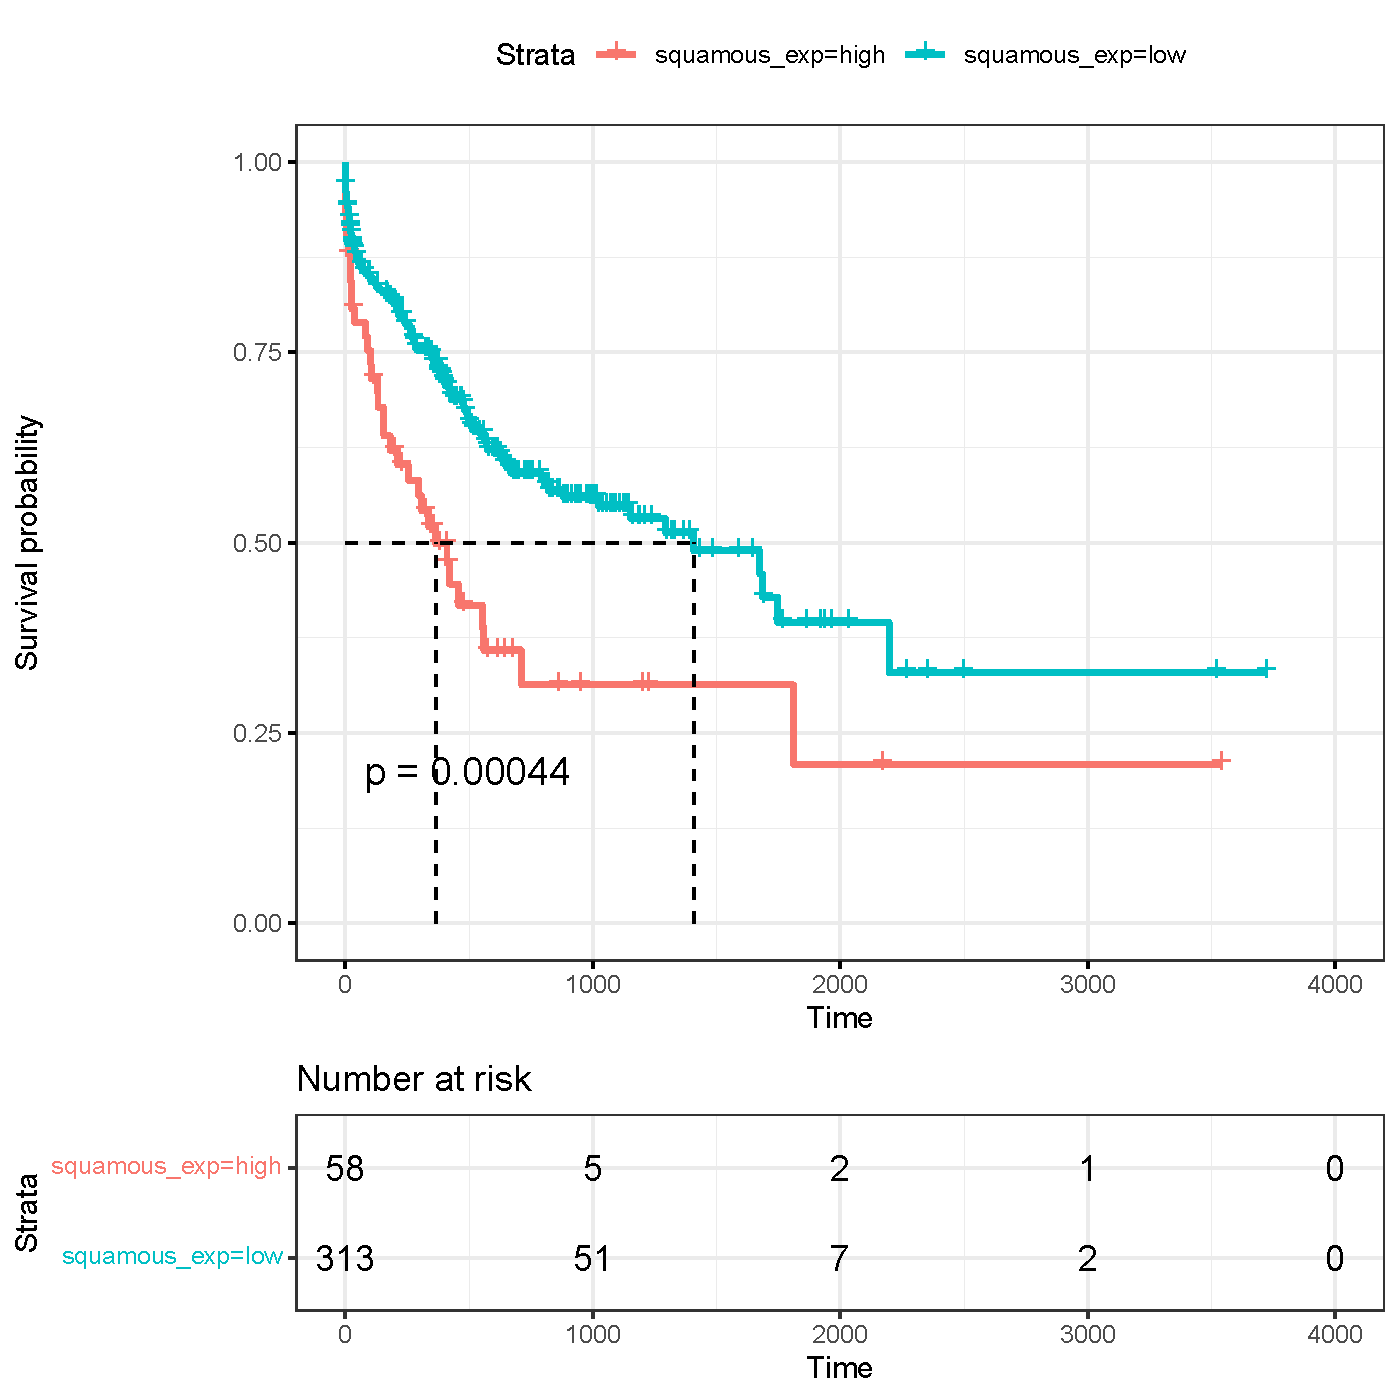 Strata squamous_exp=high squamous_exp=low
Survival probability
1.00
0.75
0.50
0.25
0.00
p = 0.00044
0 1000 2000 3000 4000
Time
Number at risk
Strata
squamous_exp=high 58 5 2 1 0
squamous_exp=low 313 51 7 2 0
0 1000 2000 3000 4000
Time